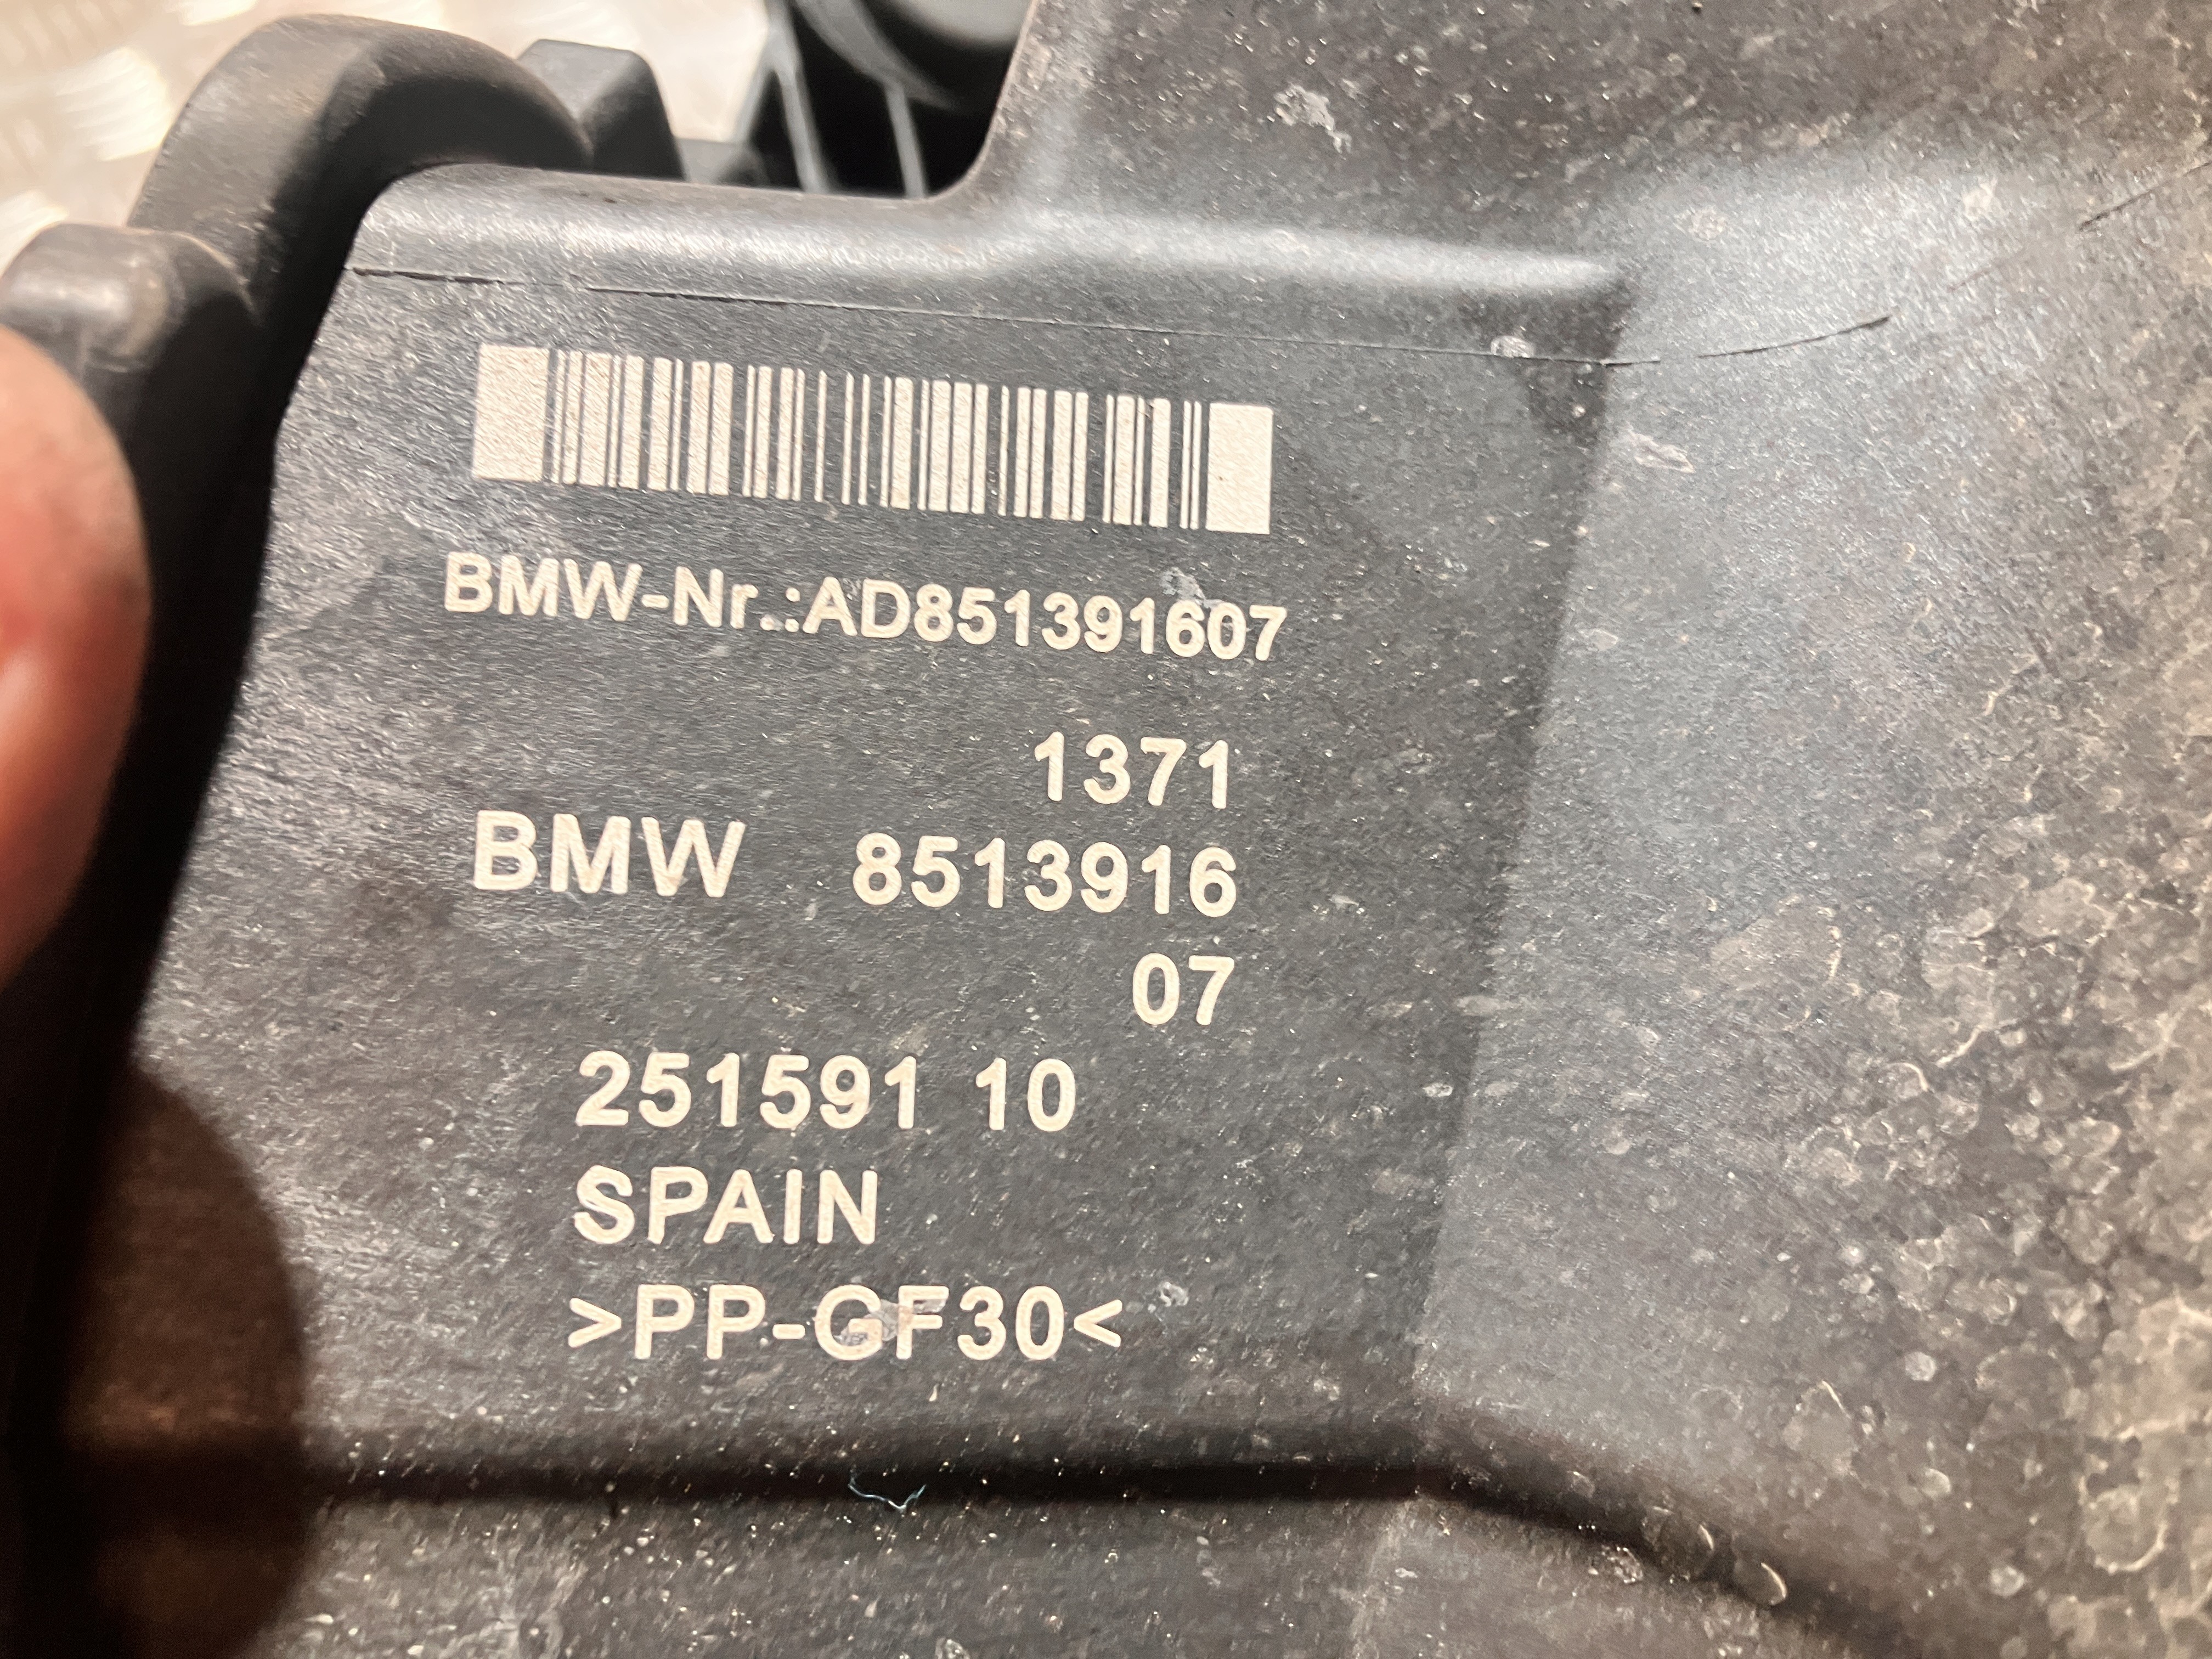 BMW-Nr.:AD851391607
1371
BMW 8513916
07
251591 10
SPAIN
>PP-GF30<